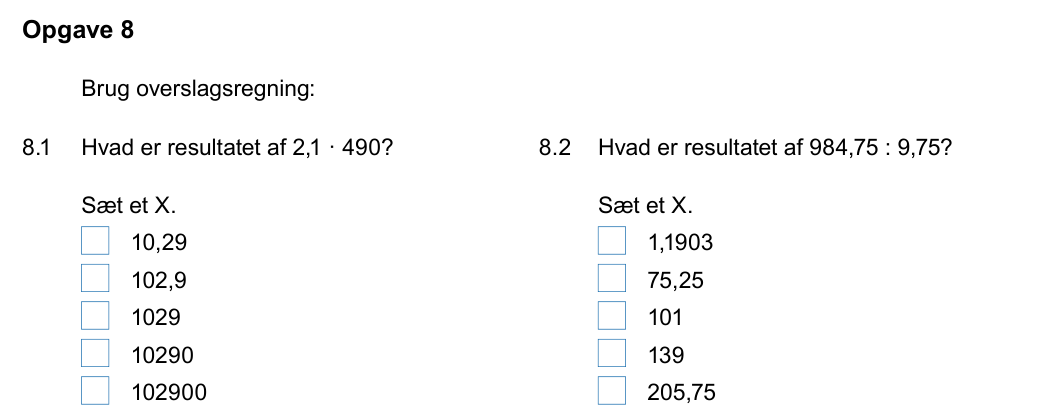 Opgave 8
Brug overslagsregning:
8.1 Hvad er resultatet af 2,1 · 490?
Sæt et X.
10,29
102,9
1029
10290
102900
8.2 Hvad er resultatet af 984,75 : 9,75?
Sæt et X.
1,1903
75,25
101
139
205,75